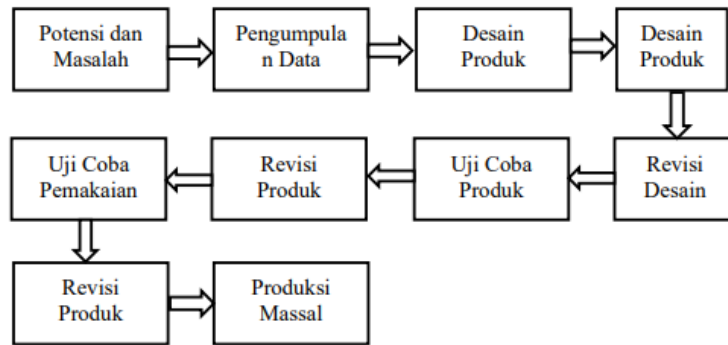 Potensi dan
Masalah
Pengumpula
n Data
Desain
Produk
Desain
Produk
Revisi
Desain
Uji Coba
Produk
Revisi
Produk
Uji Coba
Pemakaian
Revisi
Produk
Produksi
Massal